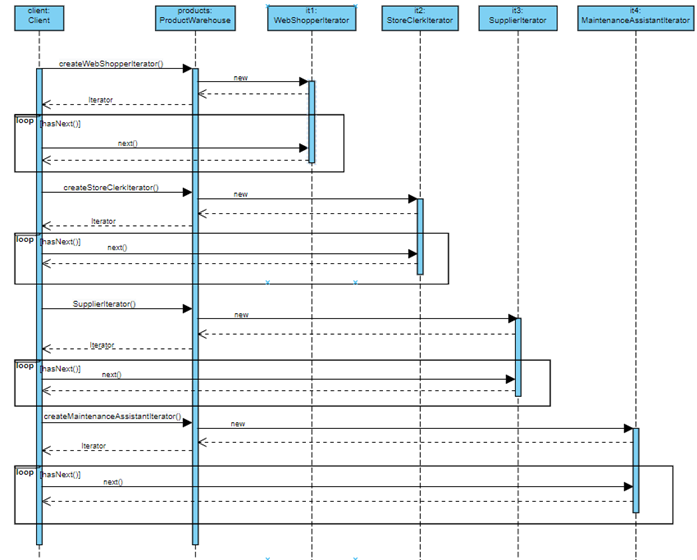 client:
Client
products:
ProductWarehouse
it1:
WebShopperIterator
it2:
StoreClerkIterator
it3:
SupplierIterator
it4:
MaintenanceAssistantIterator
createWebShopperIterator()
new
Iterator
loop
[hasNext()]
next()
createStoreClerkIterator()
new
Iterator
loop
[hasNext()]
next()
SupplierIterator()
new
Iterator
loop
[hasNext()]
next()
createMaintenanceAssistantIterator()
new
Iterator
loop
[hasNext()]
next()